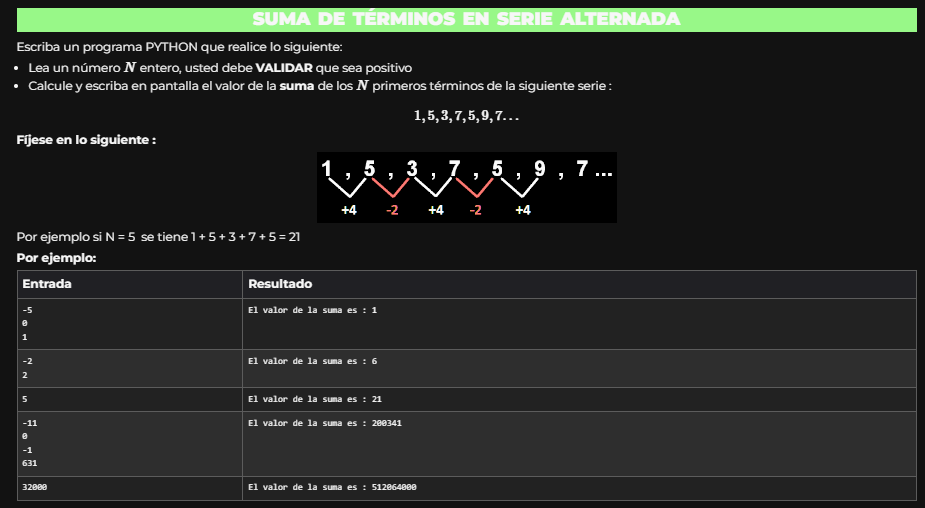 SUMA DE TÉRMINOS EN SERIE ALTERNADA
Escriba un programa PYTHON que realice lo siguiente:
• Lea un número N entero, usted debe VALIDAR que sea positivo
• Calcule y escriba en pantalla el valor de la suma de los N primeros términos de la siguiente serie :
1, 5, 3, 7, 5, 9, 7...
Fíjese en lo siguiente :
1 , 5 , 3 , 7 , 5 , 9 , 7 ...
+4 -2 +4 -2 +4
Por ejemplo si N = 5 se tiene 1 + 5 + 3 + 7 + 5 = 21
Por ejemplo:
Entrada Resultado
-5 El valor de la suma es : 1
0
1
-2 El valor de la suma es : 6
2
5 El valor de la suma es : 21
-11 El valor de la suma es : 200341
0
-1
631
32000 El valor de la suma es : 512064000